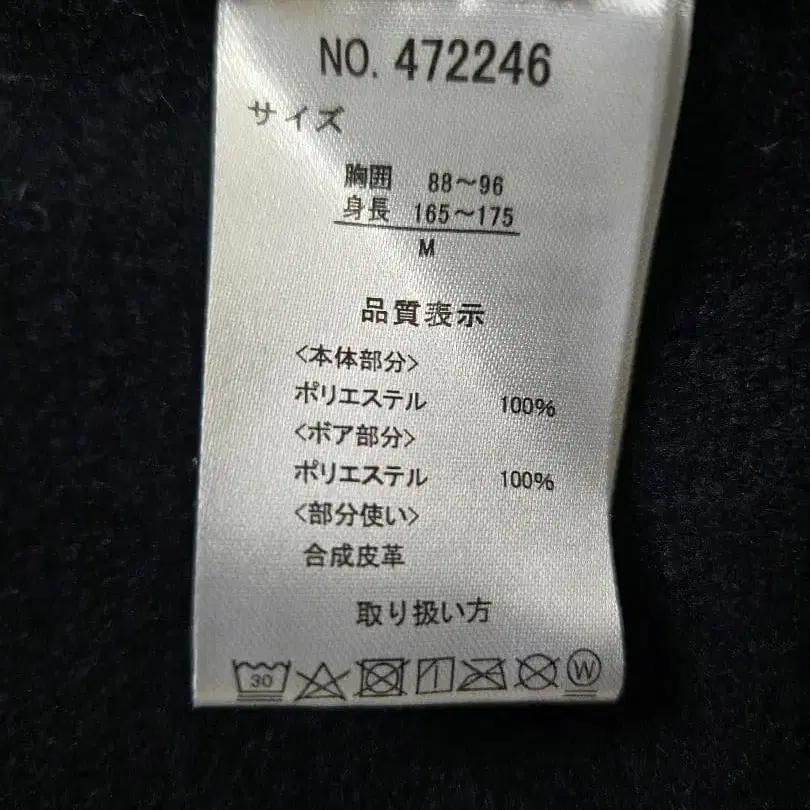 NO. 472246
サイズ
胸囲 88～96
身長 165～175
M
品質表示
〈本体部分〉
ポリエステル 100%
〈ボア部分〉
ポリエステル 100%
〈部分使い〉
合成皮革
取り扱い方
30 W